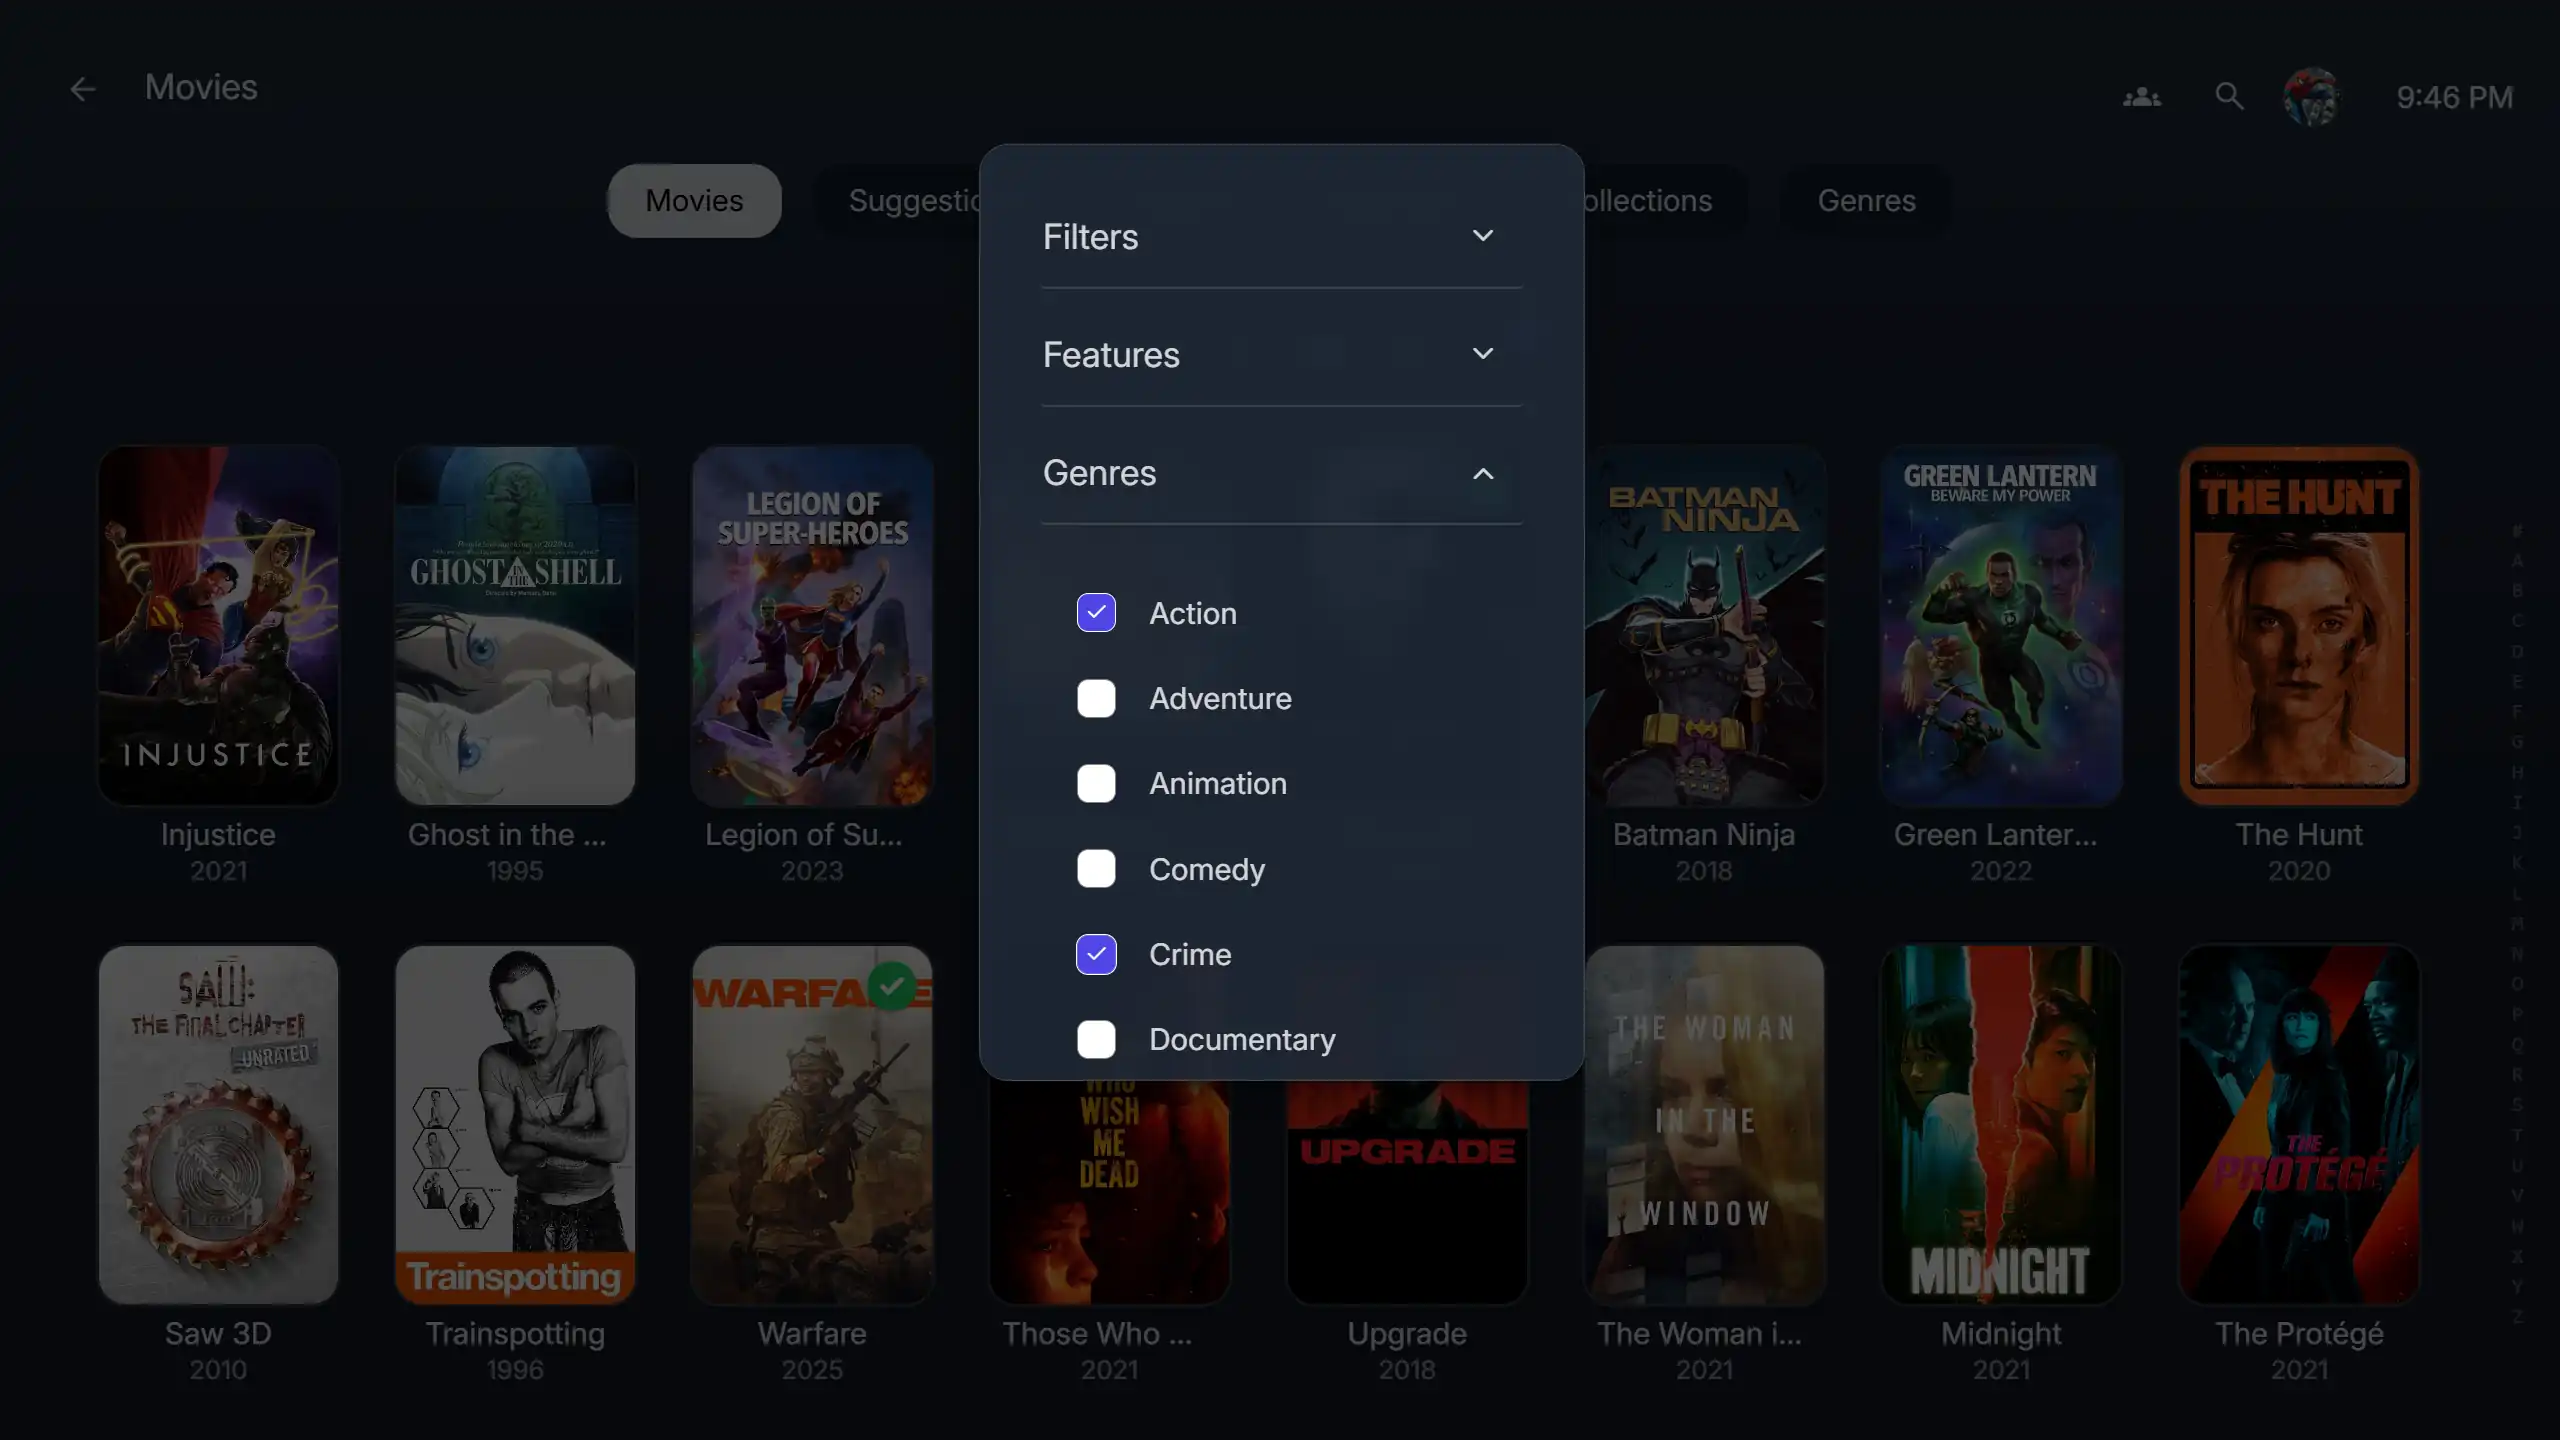 Movies
9:46 PM
Movies
Suggestio
ollections
Genres
Filters
Features
Genres
Action
Adventure
Animation
Comedy
Crime
Documentary
INJUSTICE
GHOST IN THE SHELL
LEGION OF
SUPER-HEROES
BATMAN
NINJA
GREEN LANTERN
BEWARE MY POWER
THE HUNT
Injustice
2021
Ghost in the ...
1995
Legion of Su...
2023
Batman Ninja
2018
Green Lanter...
2022
The Hunt
2020
SAW:
THE FINAL CHAPTER
UNRATED
Trainspotting
WARFARE
WHO
WISH
ME
DEAD
UPGRADE
THE WOMAN
IN THE
WINDOW
MIDNIGHT
THE
PROTÉGÉ
Saw 3D
2010
Trainspotting
1996
Warfare
2025
Those Who ...
2021
Upgrade
2018
The Woman i...
2021
Midnight
2021
The Protégé
2021
#
A
B
C
D
E
F
G
H
I
J
K
L
M
N
O
P
Q
R
S
T
U
V
W
X
Y
Z